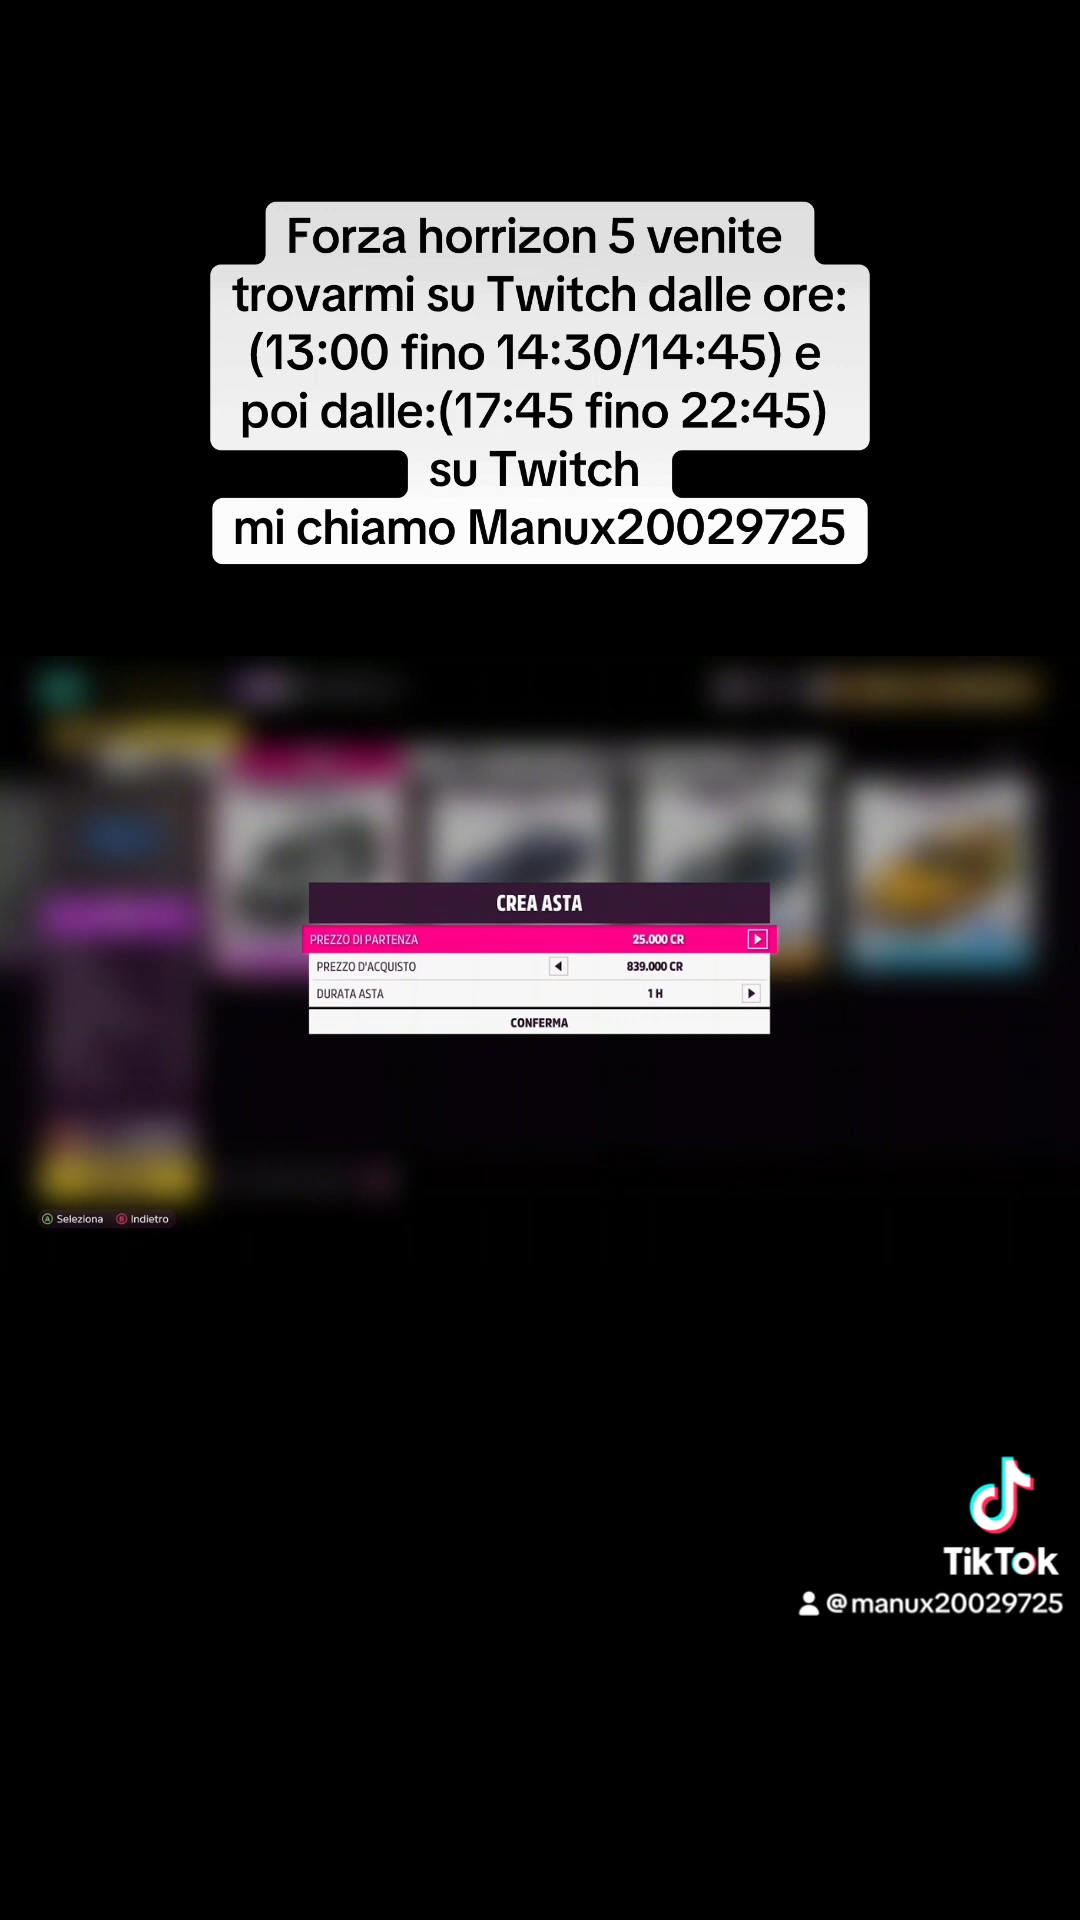 Forza horrizon 5 venite
trovarmi su Twitch dalle ore:
(13:00 fino 14:30/14:45) e
poi dalle:(17:45 fino 22:45)
su Twitch
mi chiamo Manux20029725
CREA ASTA
PREZZO DI PARTENZA 25.000 CR
PREZZO D'ACQUISTO 839.000 CR
DURATA ASTA 1 H
CONFERMA
A Seleziona B Indietro
TikTok
@manux20029725